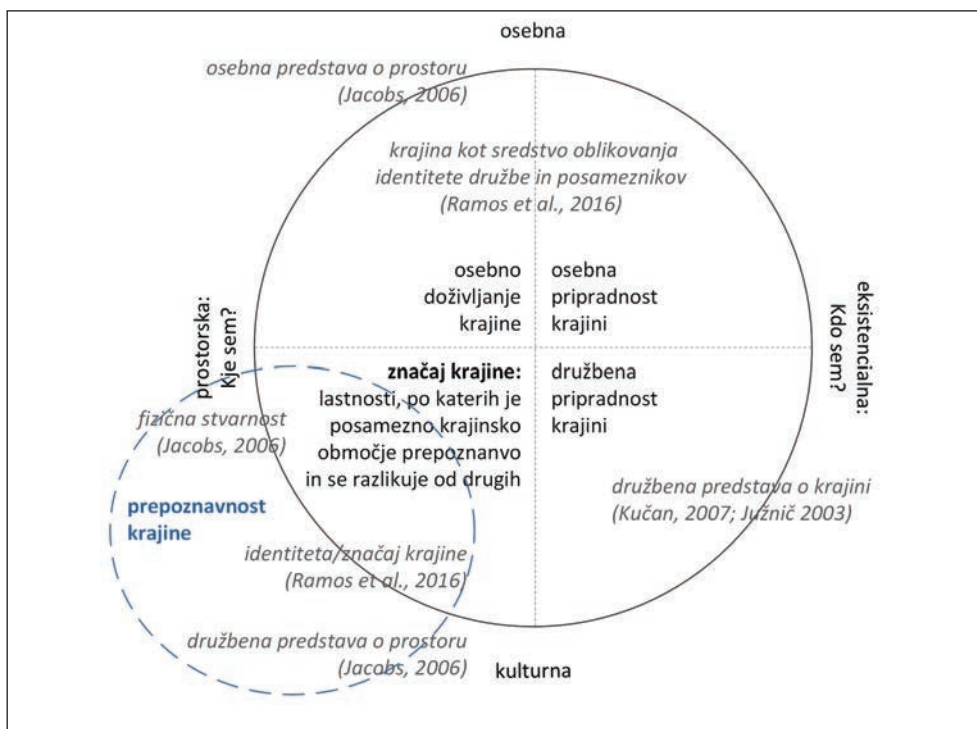 osebna
osebna predstava o prostoru
(Jacobs, 2006)
krajina kot sredstvo oblikovanja
identitete družbe in posameznikov
(Ramos et al., 2016)
osebno
doživljanje
krajine
osebna
pripradnost
krajini
prostorska:
Kje sem?
eksistencialna:
Kdo sem?
značaj krajine:
lastnosti, po katerih je
posamezno krajinsko
območje prepoznanvo
in se razlikuje od drugih
družbena
pripradnost
krajini
fizična stvarnost
(Jacobs, 2006)
prepoznavnost
krajine
družbena predstava o krajini
(Kučan, 2007; Južnič 2003)
identiteta/značaj krajine
(Ramos et al., 2016)
družbena predstava o prostoru
(Jacobs, 2006)
kulturna